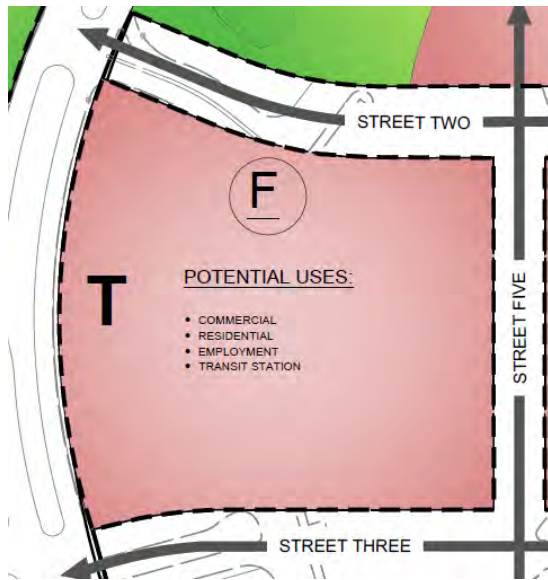 STREET TWO
F
POTENTIAL USES:
T
• COMMERCIAL
• RESIDENTIAL
• EMPLOYMENT
• TRANSIT STATION
STREET FIVE
STREET THREE